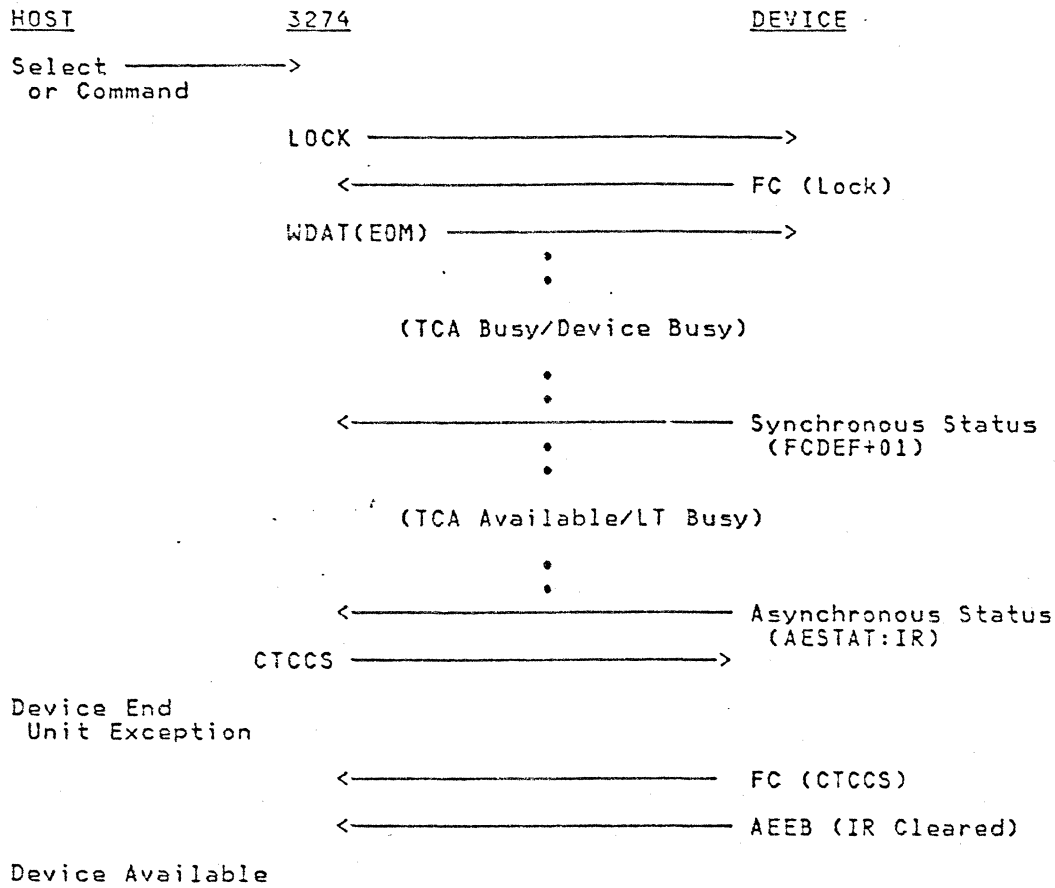 HOST 3274 DEVICE
Select ————>
or Command
LOCK ————>
<———— FC (Lock)
WDAT(EOM) ————>
(TCA Busy/Device Busy)
<———— Synchronous Status
(FCDEF+01)
(TCA Available/LT Busy)
<———— Asynchronous Status
(AESTAT:IR)
CTCCS ————>
Device End
Unit Exception
<———— FC (CTCCS)
<———— AEEB (IR Cleared)
Device Available